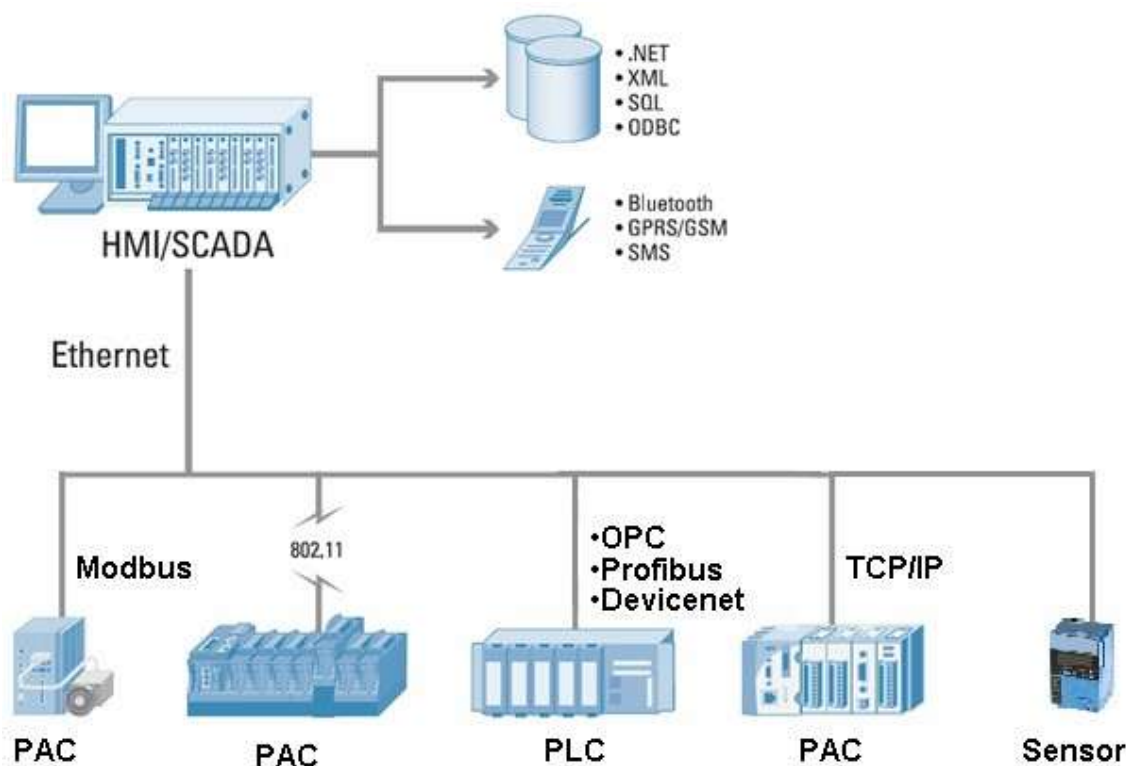 • .NET
• XML
• SQL
• ODBC
• Bluetooth
• GPRS/GSM
• SMS
HMI/SCADA
Ethernet
Modbus
802.11
•OPC
•Profibus
•Devicenet
TCP/IP
PAC
PAC
PLC
PAC
Sensor